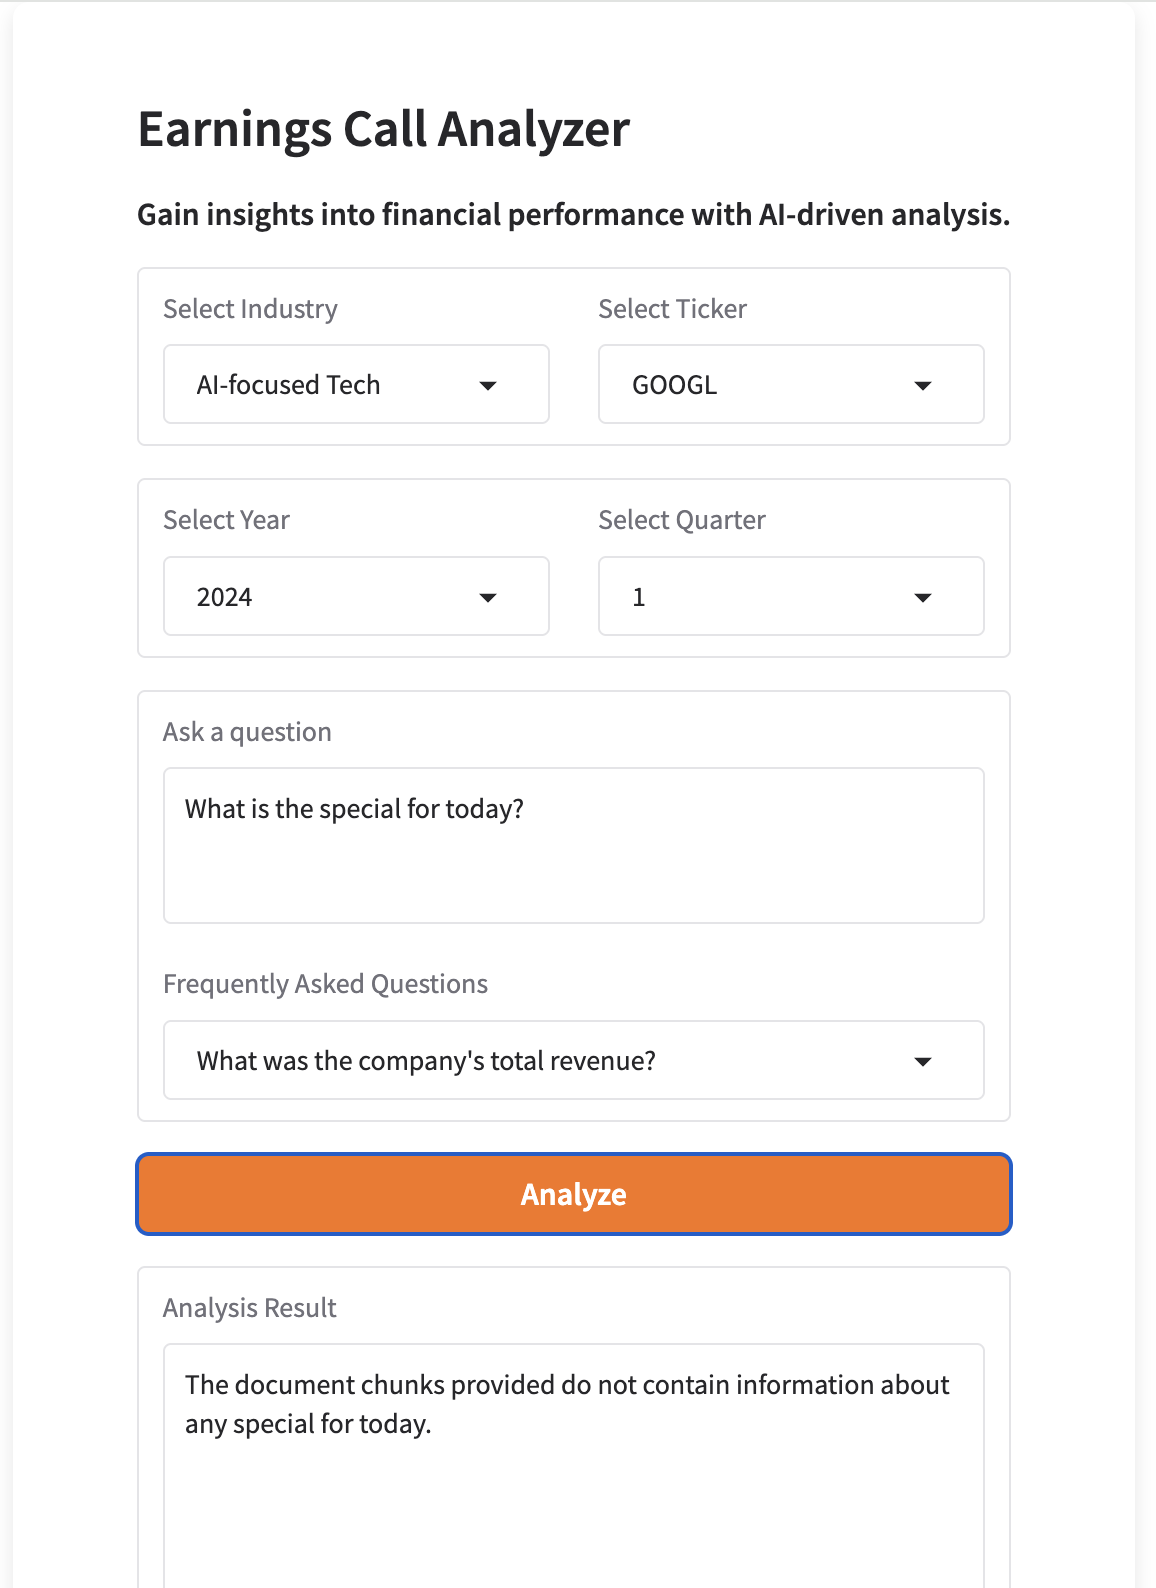 Earnings Call Analyzer
Gain insights into financial performance with AI-driven analysis.
Select Industry
AI-focused Tech
Select Ticker
GOOGL
Select Year
2024
Select Quarter
1
Ask a question
What is the special for today?
Frequently Asked Questions
What was the company's total revenue?
Analyze
Analysis Result
The document chunks provided do not contain information about
any special for today.